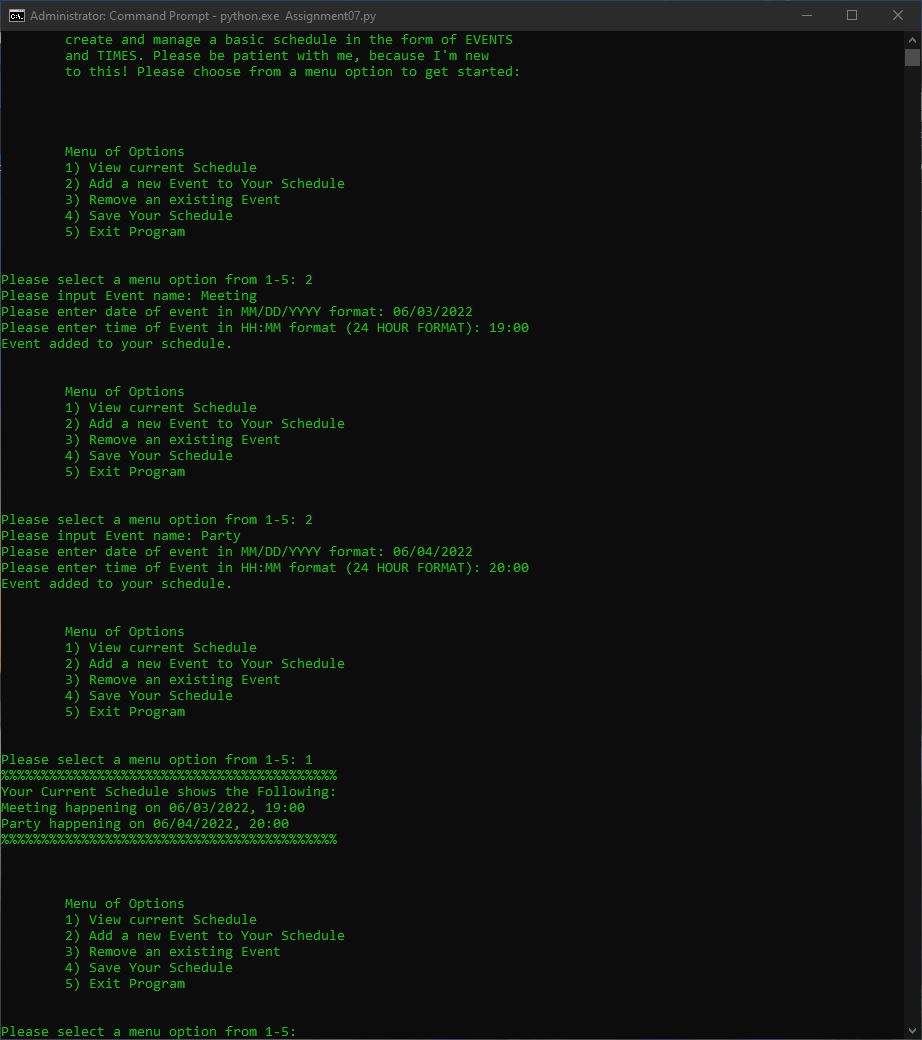 Administrator: Command Prompt - python.exe  Assignment07.py
create and manage a basic schedule in the form of EVENTS
and TIMES. Please be patient with me, because I'm new
to this! Please choose from a menu option to get started:
Menu of Options
1) View current Schedule
2) Add a new Event to Your Schedule
3) Remove an existing Event
4) Save Your Schedule
5) Exit Program
Please select a menu option from 1-5: 2
Please input Event name: Meeting
Please enter date of event in MM/DD/YYYY format: 06/03/2022
Please enter time of Event in HH:MM format (24 HOUR FORMAT): 19:00
Event added to your schedule.
Menu of Options
1) View current Schedule
2) Add a new Event to Your Schedule
3) Remove an existing Event
4) Save Your Schedule
5) Exit Program
Please select a menu option from 1-5: 2
Please input Event name: Party
Please enter date of event in MM/DD/YYYY format: 06/04/2022
Please enter time of Event in HH:MM format (24 HOUR FORMAT): 20:00
Event added to your schedule.
Menu of Options
1) View current Schedule
2) Add a new Event to Your Schedule
3) Remove an existing Event
4) Save Your Schedule
5) Exit Program
Please select a menu option from 1-5: 1
%%%%%%%%%%%%%%%%%%%%%%%%%%%%%%%%%%%%%%%%%%
Your Current Schedule shows the Following:
Meeting happening on 06/03/2022, 19:00
Party happening on 06/04/2022, 20:00
%%%%%%%%%%%%%%%%%%%%%%%%%%%%%%%%%%%%%%%%%%
Menu of Options
1) View current Schedule
2) Add a new Event to Your Schedule
3) Remove an existing Event
4) Save Your Schedule
5) Exit Program
Please select a menu option from 1-5: